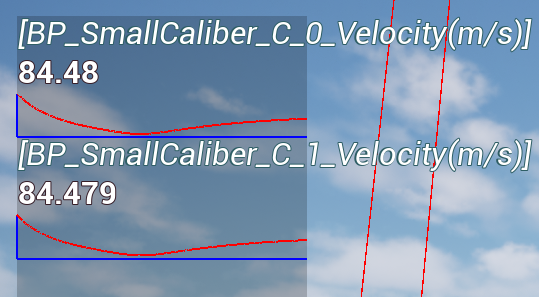 [BP_SmallCaliber_C_0_Velocity(m/s)]
84.48
[BP_SmallCaliber_C_1_Velocity(m/s)]
84.479